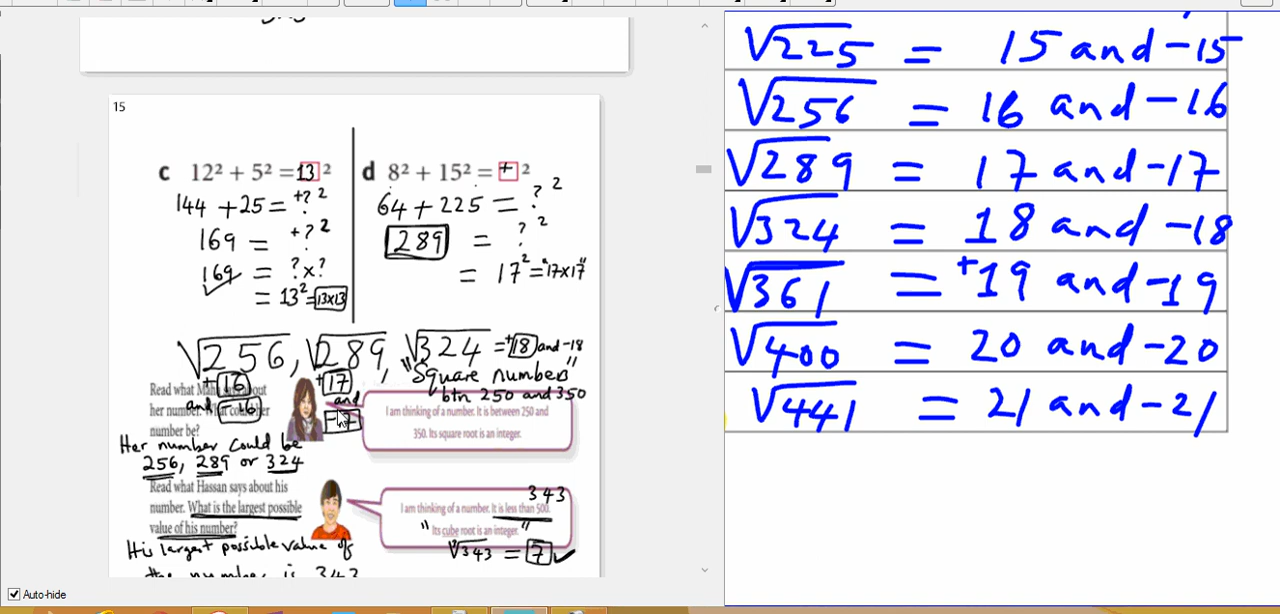 15
c 12² + 5² = 13²
144 + 25 = +?²
169 = +?²
169 = ?x?
= 13² = 13x13
d 8² + 15² = +²
64 + 225 = ?²
289 = ?²
= 17² = "17x17"
√256, √289, √324 = +18 and -18
+16 and -16
+17 and -17
"Square numbers"
btn 250 and 350
Read what
her number. What could her
number be?
I am thinking of a number. It is between 250 and
350. Its square root is an integer.
Her number could be
256, 289 or 324
Read what Hassan says about his
number. What is the largest possible
value of his number?
343
I am thinking of a number. It is less than 500.
"Its cube root is an integer."
∛343 = 7 ✓
His largest possible value of
the number is 343
Auto-hide
√225 = 15 and -15
√256 = 16 and -16
√289 = 17 and -17
√324 = 18 and -18
√361 = +19 and -19
√400 = 20 and -20
√441 = 21 and -21